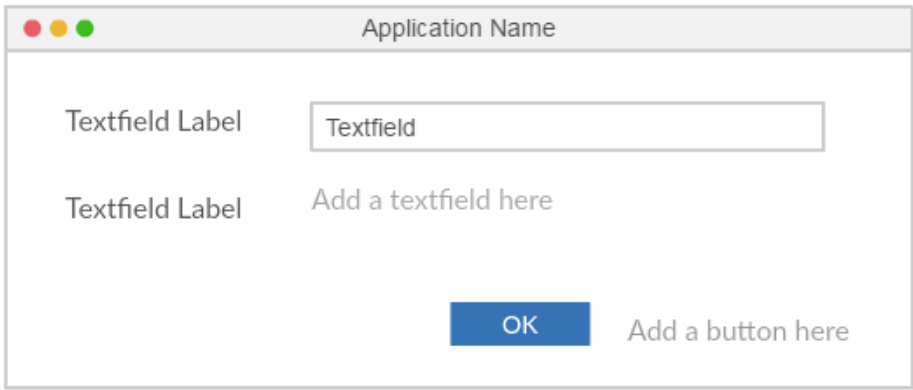 Application Name
Textfield Label
Textfield
Textfield Label
Add a textfield here
OK
Add a button here